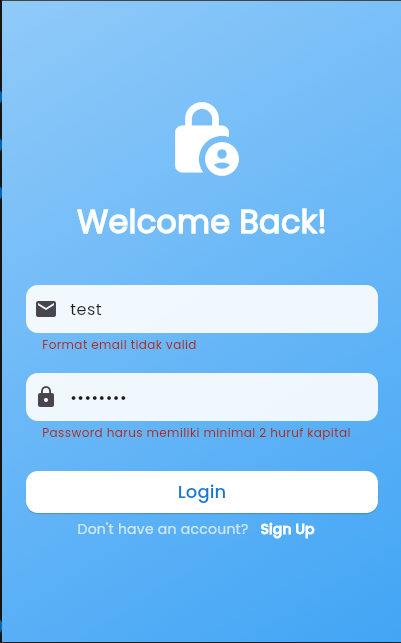 Welcome Back!
test
Format email tidak valid
••••••••
Password harus memiliki minimal 2 huruf kapital
Login
Don't have an account? Sign Up